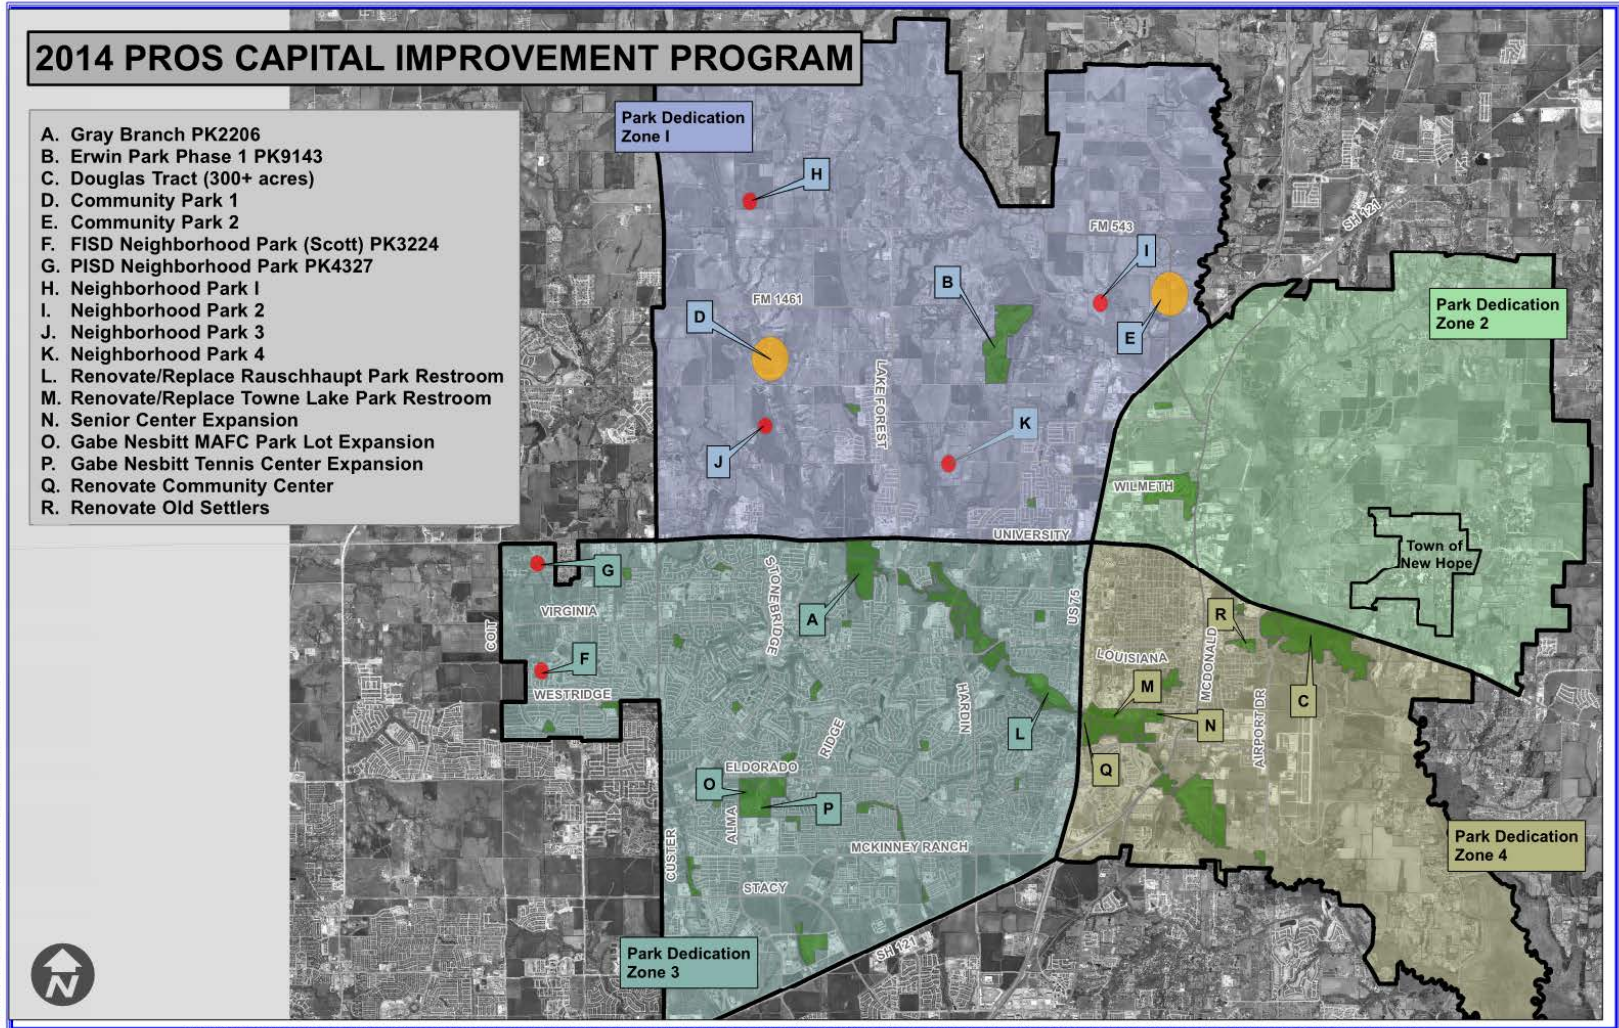 2014 PROS CAPITAL IMPROVEMENT PROGRAM
A. Gray Branch PK2206
B. Erwin Park Phase 1 PK9143
C. Douglas Tract (300+ acres)
D. Community Park 1
E. Community Park 2
F. FISD Neighborhood Park (Scott) PK3224
G. PISD Neighborhood Park PK4327
H. Neighborhood Park I
I. Neighborhood Park 2
J. Neighborhood Park 3
K. Neighborhood Park 4
L. Renovate/Replace Rauschhaupt Park Restroom
M. Renovate/Replace Towne Lake Park Restroom
N. Senior Center Expansion
O. Gabe Nesbitt MAFC Park Lot Expansion
P. Gabe Nesbitt Tennis Center Expansion
Q. Renovate Community Center
R. Renovate Old Settlers
Park Dedication
Zone I
H
SH 121
FM 543
I
B
FM 1461
D
E
Park Dedication
Zone 2
LAKE FOREST
K
J
WILMETH
UNIVERSITY
Town of
New Hope
G
STONEBRIDGE
US 75
VIRGINIA
A
R
COIT
F
LOUISIANA
MCDONALD
WESTRIDGE
M
C
HARDIN
L
N
AIRPORT DR
RIDGE
ELDORADO
Q
O
P
ALMA
CUSTER
MCKINNEY RANCH
Park Dedication
Zone 4
STACY
SH 121
Park Dedication
Zone 3
N